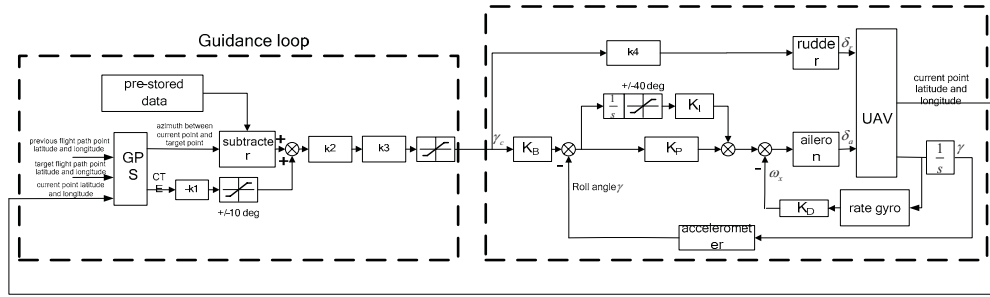 Guidance loop
pre-stored
data
previous flight path point
latitude and longitude
target flight path point
latitude and longitude
current point latitude
and longitude
GP
S
azimuth between
current point and
target point
CT
E
subtracte
r
+
+
-k1
+/-10 deg
k2
k3
γc
k4
rudde
r
δr
+/-40 deg
1
s
KI
KB
-
KP
-
ωx
ailero
n
δa
UAV
current point
latitude and
longitude
1
s
γ
Roll angle γ
KD
rate gyro
acceleromet
er